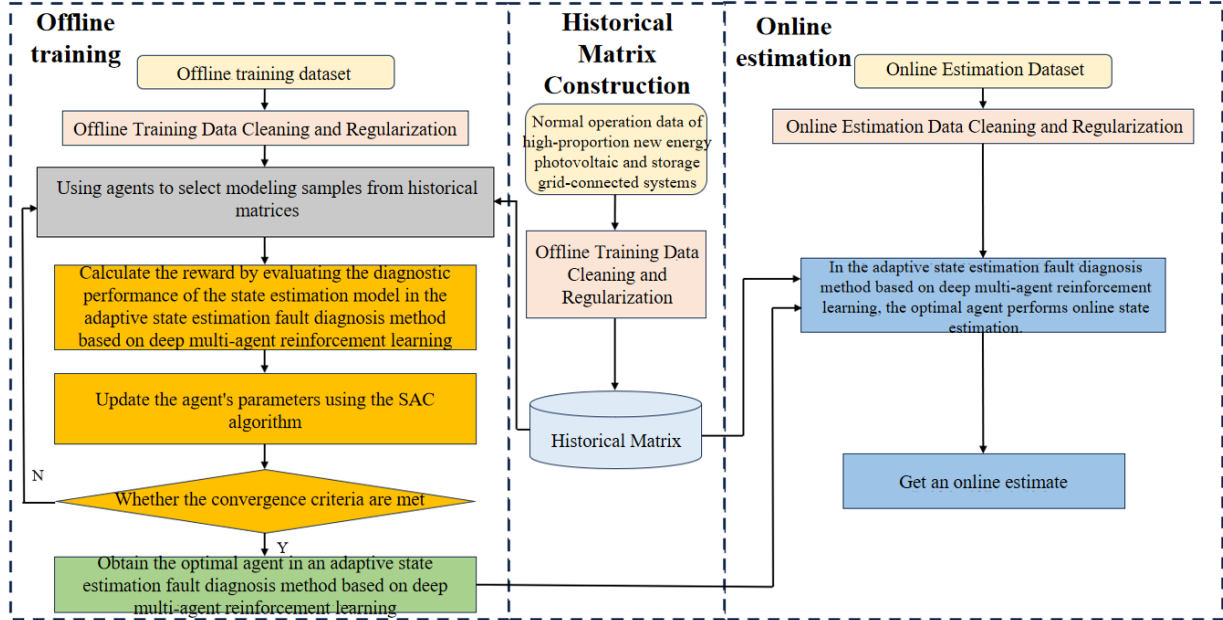 Offline
training
Offline training dataset
Offline Training Data Cleaning and Regularization
Using agents to select modeling samples from historical
matrices
Calculate the reward by evaluating the diagnostic
performance of the state estimation model in the
adaptive state estimation fault diagnosis method
based on deep multi-agent reinforcement learning
Update the agent's parameters using the SAC
algorithm
N
Whether the convergence criteria are met
Y
Obtain the optimal agent in an adaptive state
estimation fault diagnosis method based on deep
multi-agent reinforcement learning
Historical
Matrix
Construction
Normal operation data of
high-proportion new energy
photovoltaic and storage
grid-connected systems
Offline Training Data
Cleaning and
Regularization
Historical Matrix
Online
estimation
Online Estimation Dataset
Online Estimation Data Cleaning and Regularization
In the adaptive state estimation fault diagnosis
method based on deep multi-agent reinforcement
learning, the optimal agent performs online state
estimation.
Get an online estimate